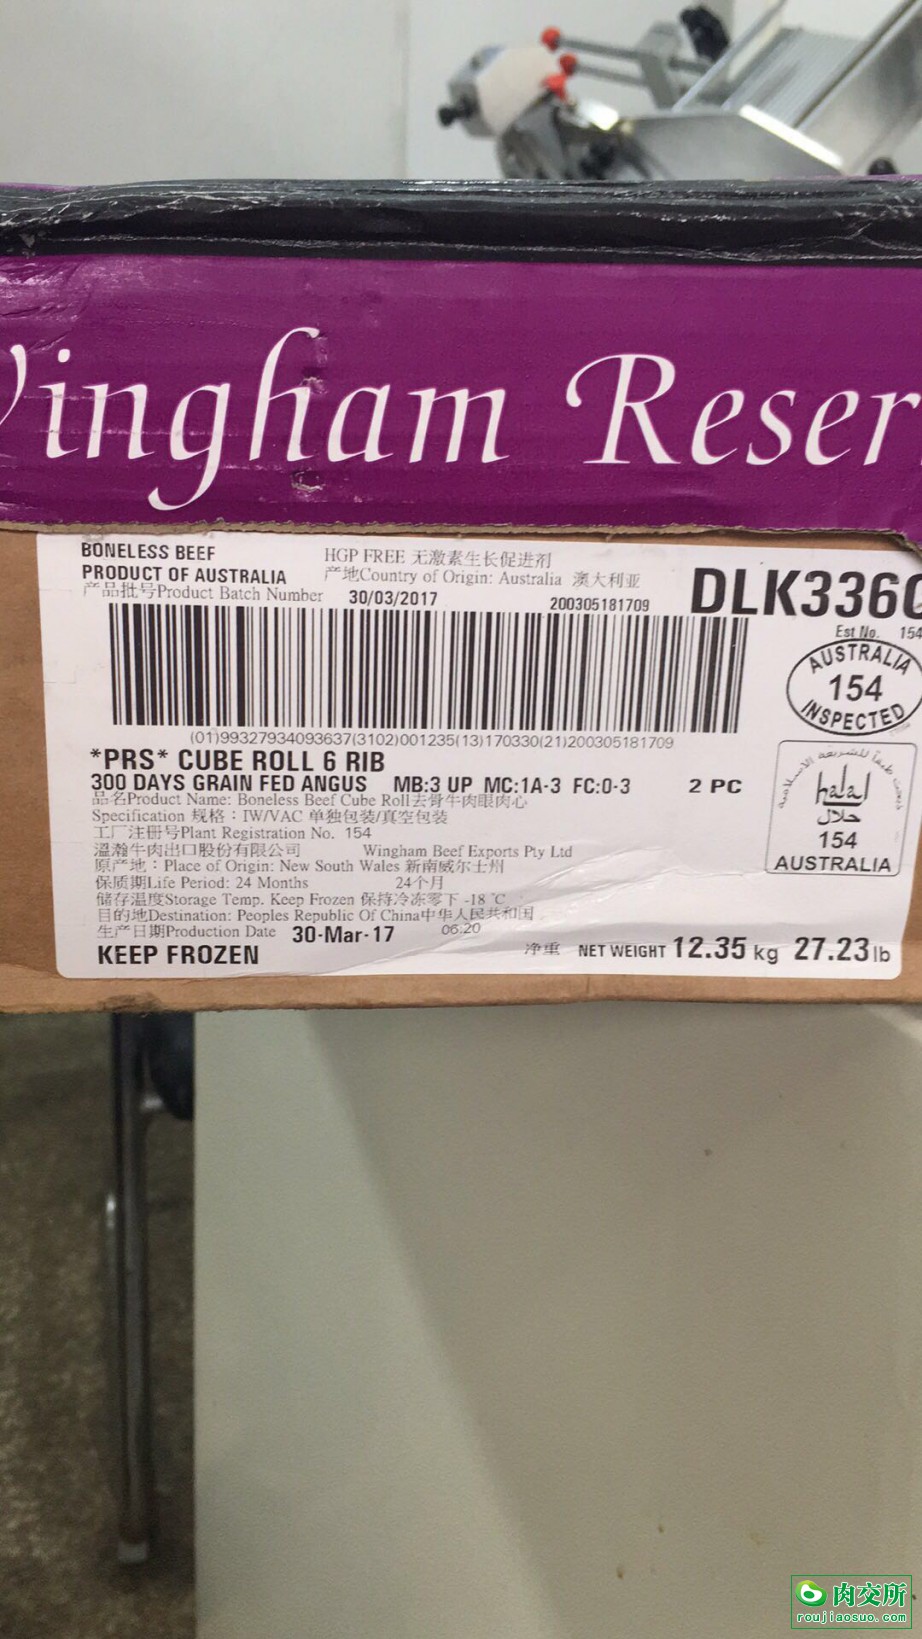 Wingham Reser
BONELESS BEEF
PRODUCT OF AUSTRALIA
HGP FREE 无激素生长促进剂
产地Country of Origin: Australia 澳大利亚
产品批号Product Batch Number 30/03/2017 200305181709
DLK336
Est No. 154
AUSTRALIA
154
INSPECTED
(01)99327934093637(3102)001235(13)170330(21)200305181709
*PRS* CUBE ROLL 6 RIB
300 DAYS GRAIN FED ANGUS MB:3 UP MC:1A-3 FC:0-3 2 PC
品名Product Name: Boneless Beef Cube Roll去骨牛肉眼肉心
Specification 规格：IW/VAC 单独包装/真空包装
工厂注册号Plant Registration No. 154
溫瀚牛肉出口股份有限公司 Wingham Beef Exports Pty Ltd
原产地：Place of Origin: New South Wales 新南威尔士州
保质期Life Period: 24 Months 24个月
储存温度Storage Temp. Keep Frozen 保持冷冻零下 -18 °C
目的地Destination: Peoples Republic Of China中华人民共和国
生产日期Production Date 30-Mar-17 06:20
KEEP FROZEN
净重 NET WEIGHT 12.35 kg 27.23 lb
halal
حلال
154
AUSTRALIA
肉交所
roujiaosuo.com